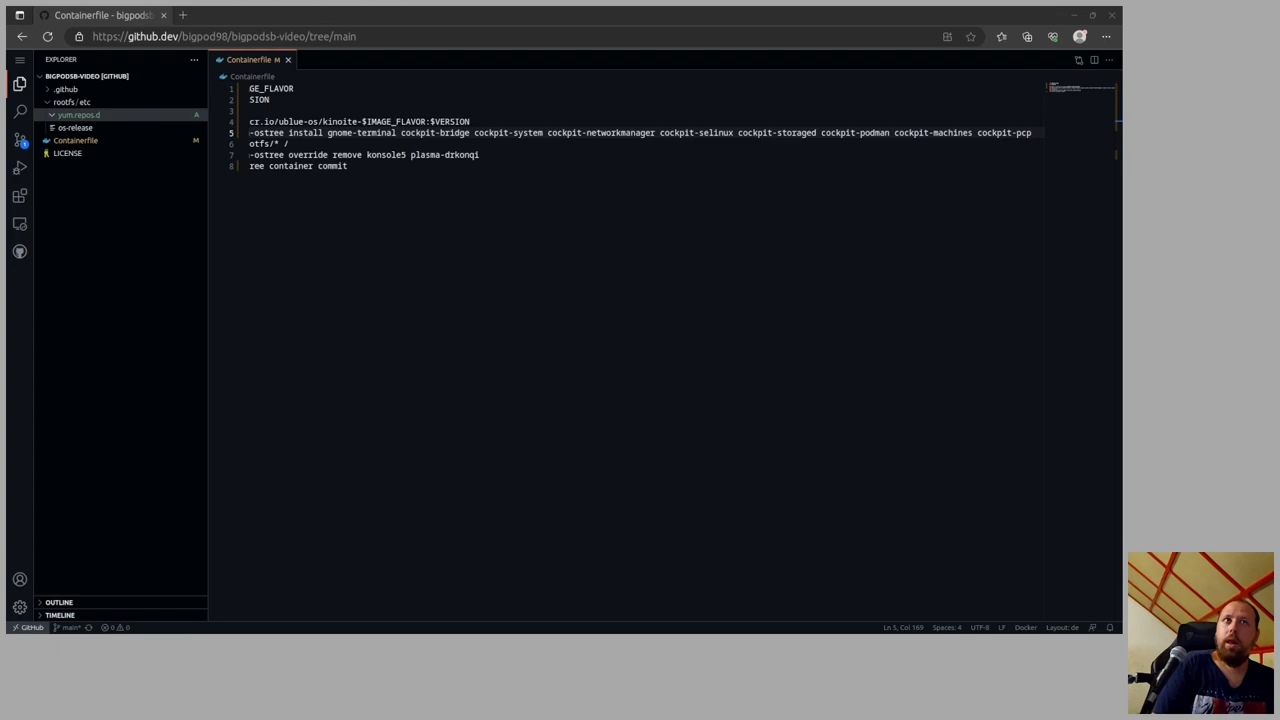 Containerfile - bigpodsb
https://github.dev/bigpod98/bigpodsb-video/tree/main
EXPLORER
BIGPODSB-VIDEO [GITHUB]
.github
rootfs / etc
yum.repos.d A
os-release
Containerfile M
LICENSE
OUTLINE
TIMELINE
Containerfile M
Containerfile
1 GE_FLAVOR
2 SION
3
4 cr.io/ublue-os/kinoite-$IMAGE_FLAVOR:$VERSION
5 -ostree install gnome-terminal cockpit-bridge cockpit-system cockpit-networkmanager cockpit-selinux cockpit-storaged cockpit-podman cockpit-machines cockpit-pcp
6 otfs/* /
7 -ostree override remove konsole5 plasma-drkonqi
8 ree container commit
GitHub main* 0 0 Ln 5, Col 169 Spaces: 4 UTF-8 LF Docker Layout: de